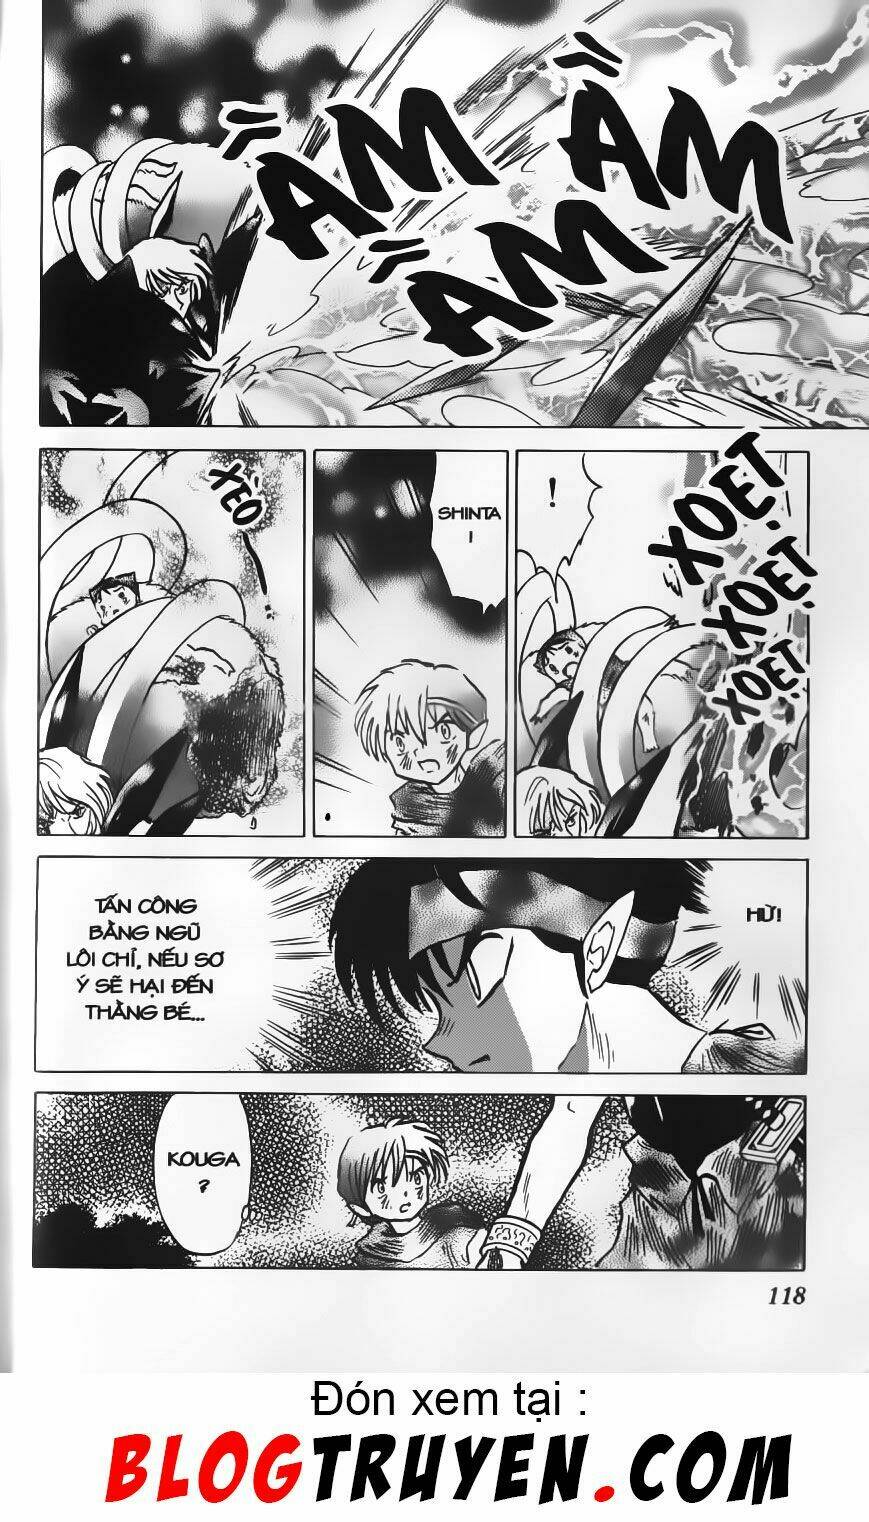 ẦM ẦM
ẦM
XOẸT
XOẸT
XOẸT
!
SHINTA
!
XÈO
HỪ!
TẤN CÔNG
BẰNG NGŨ
LÔI CHỈ, NẾU SƠ
Ý SẼ HẠI ĐẾN
THẰNG BÉ...
KOUGA
?
118
Đón xem tại :
BLOGTRUYEN.COM